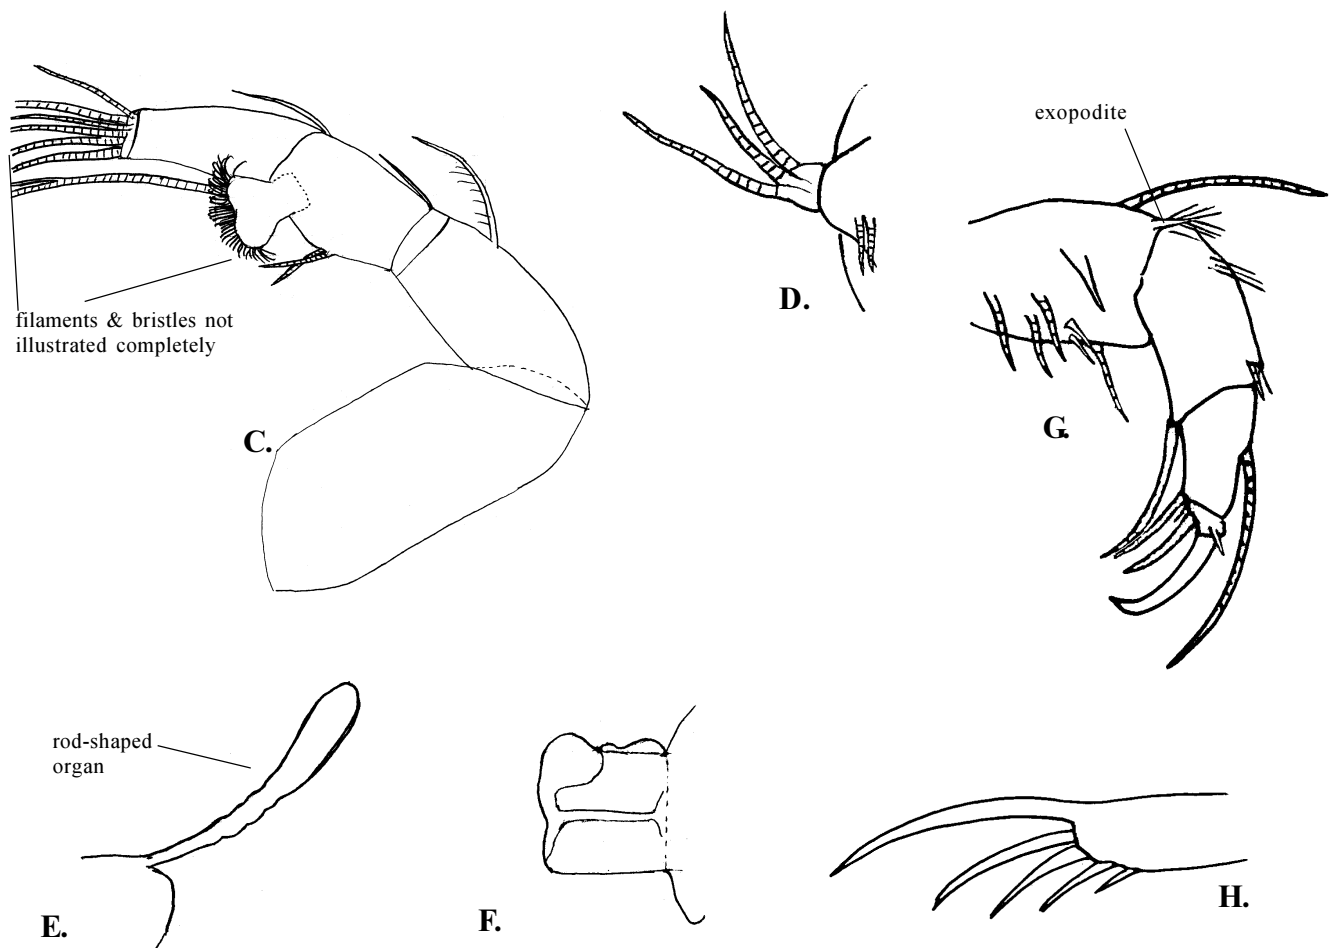 exopodite
D.
filaments & bristles not
illustrated completely
C.
G.
rod-shaped
organ
E.
F.
H.